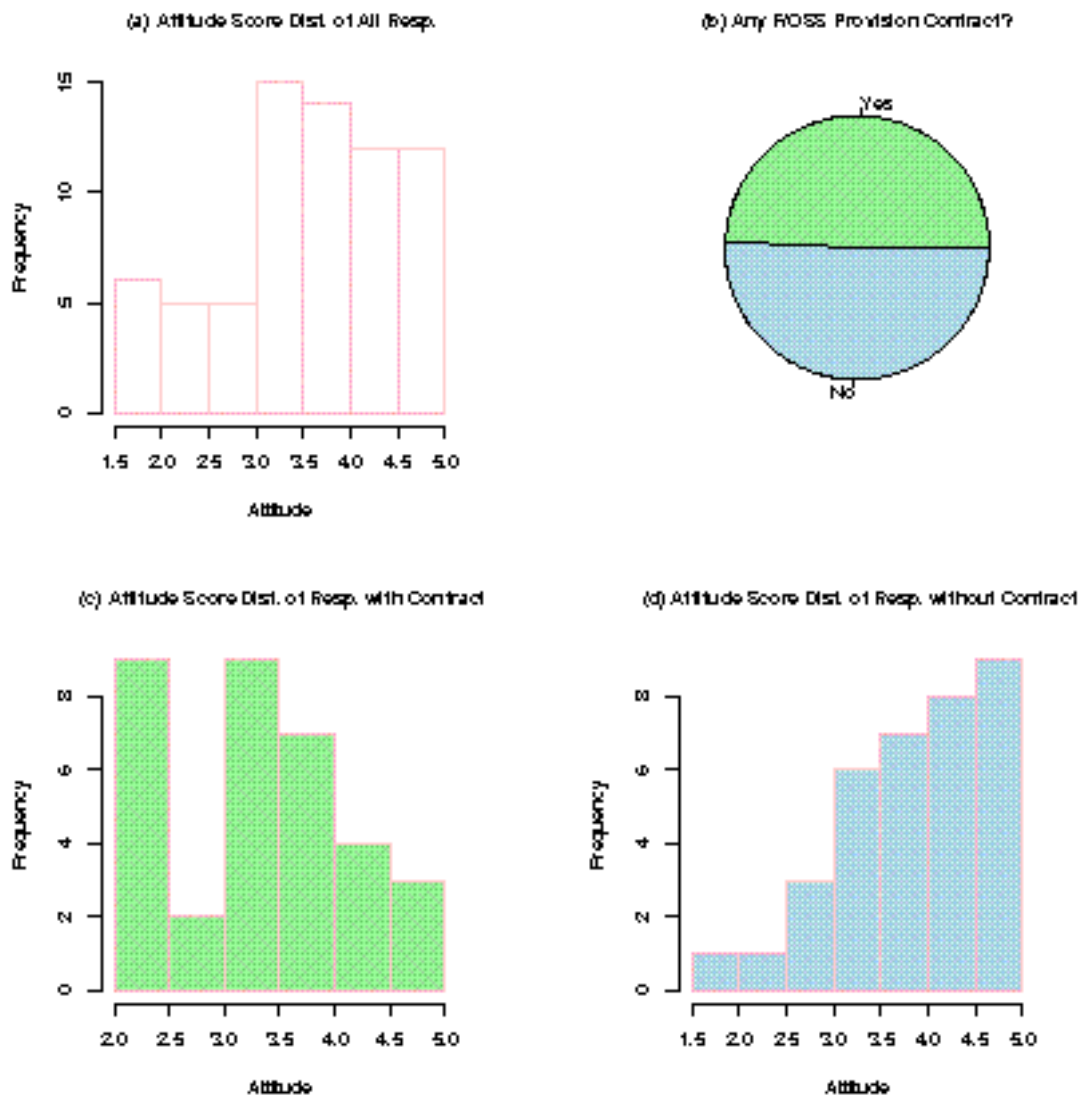 (a) Attitude Score Dist. of All Resp.
Frequency
15
10
5
0
1.5 2.0 2.5 3.0 3.5 4.0 4.5 5.0
Attitude
(b) Any FOSS Provision Contract?
Yes
No
(c) Attitude Score Dist. of Resp. with Contract
Frequency
8
6
4
2
0
2.0 2.5 3.0 3.5 4.0 4.5 5.0
Attitude
(d) Attitude Score Dist. of Resp. without Contract
Frequency
8
6
4
2
0
1.5 2.0 2.5 3.0 3.5 4.0 4.5 5.0
Attitude